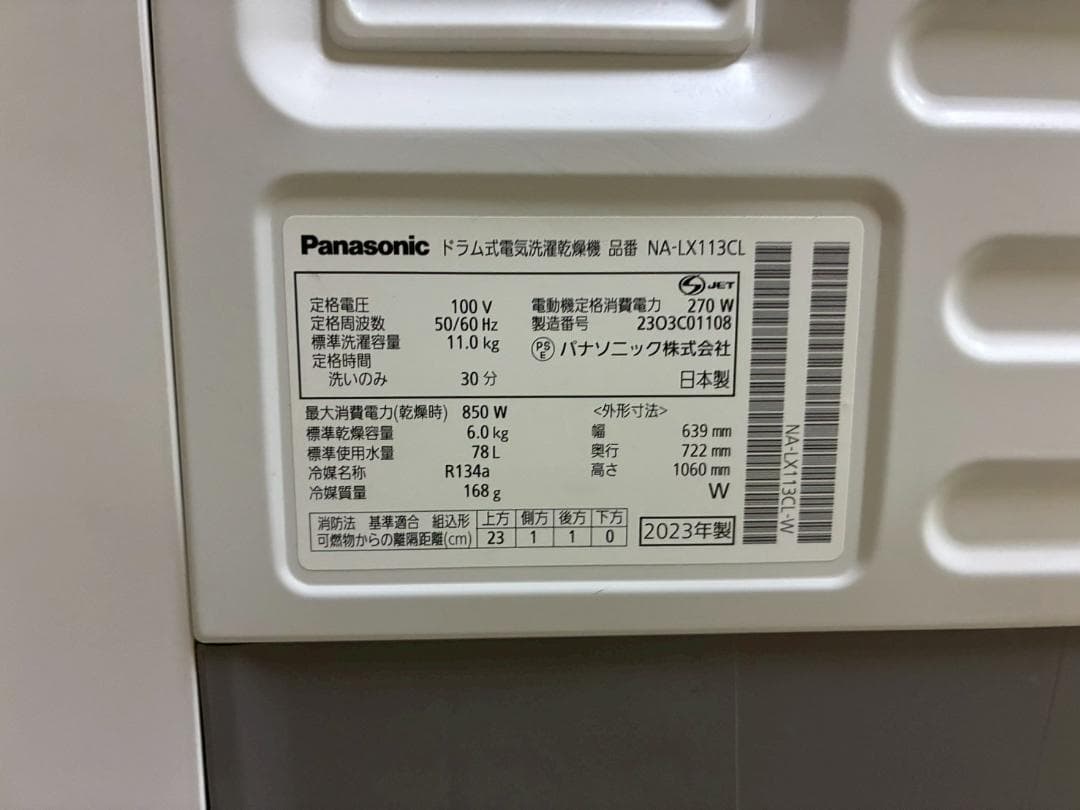 Panasonic ドラム式電気洗濯乾燥機 品番 NA-LX113CL
JET
定格電圧 100 V 電動機定格消費電力 270 W
定格周波数 50/60 Hz 製造番号 23O3C01108
標準洗濯容量 11.0 kg PSE パナソニック株式会社
定格時間
洗いのみ 30 分 日本製
最大消費電力(乾燥時) 850 W <外形寸法>
標準乾燥容量 6.0 kg 幅 639 mm
標準使用水量 78 L 奥行 722 mm
冷媒名称 R134a 高さ 1060 mm
冷媒質量 168 g W
消防法 基準適合 組込形 上方 側方 後方 下方
可燃物からの離隔距離(cm) 23 1 1 0
2023年製
NA-LX113CL-W